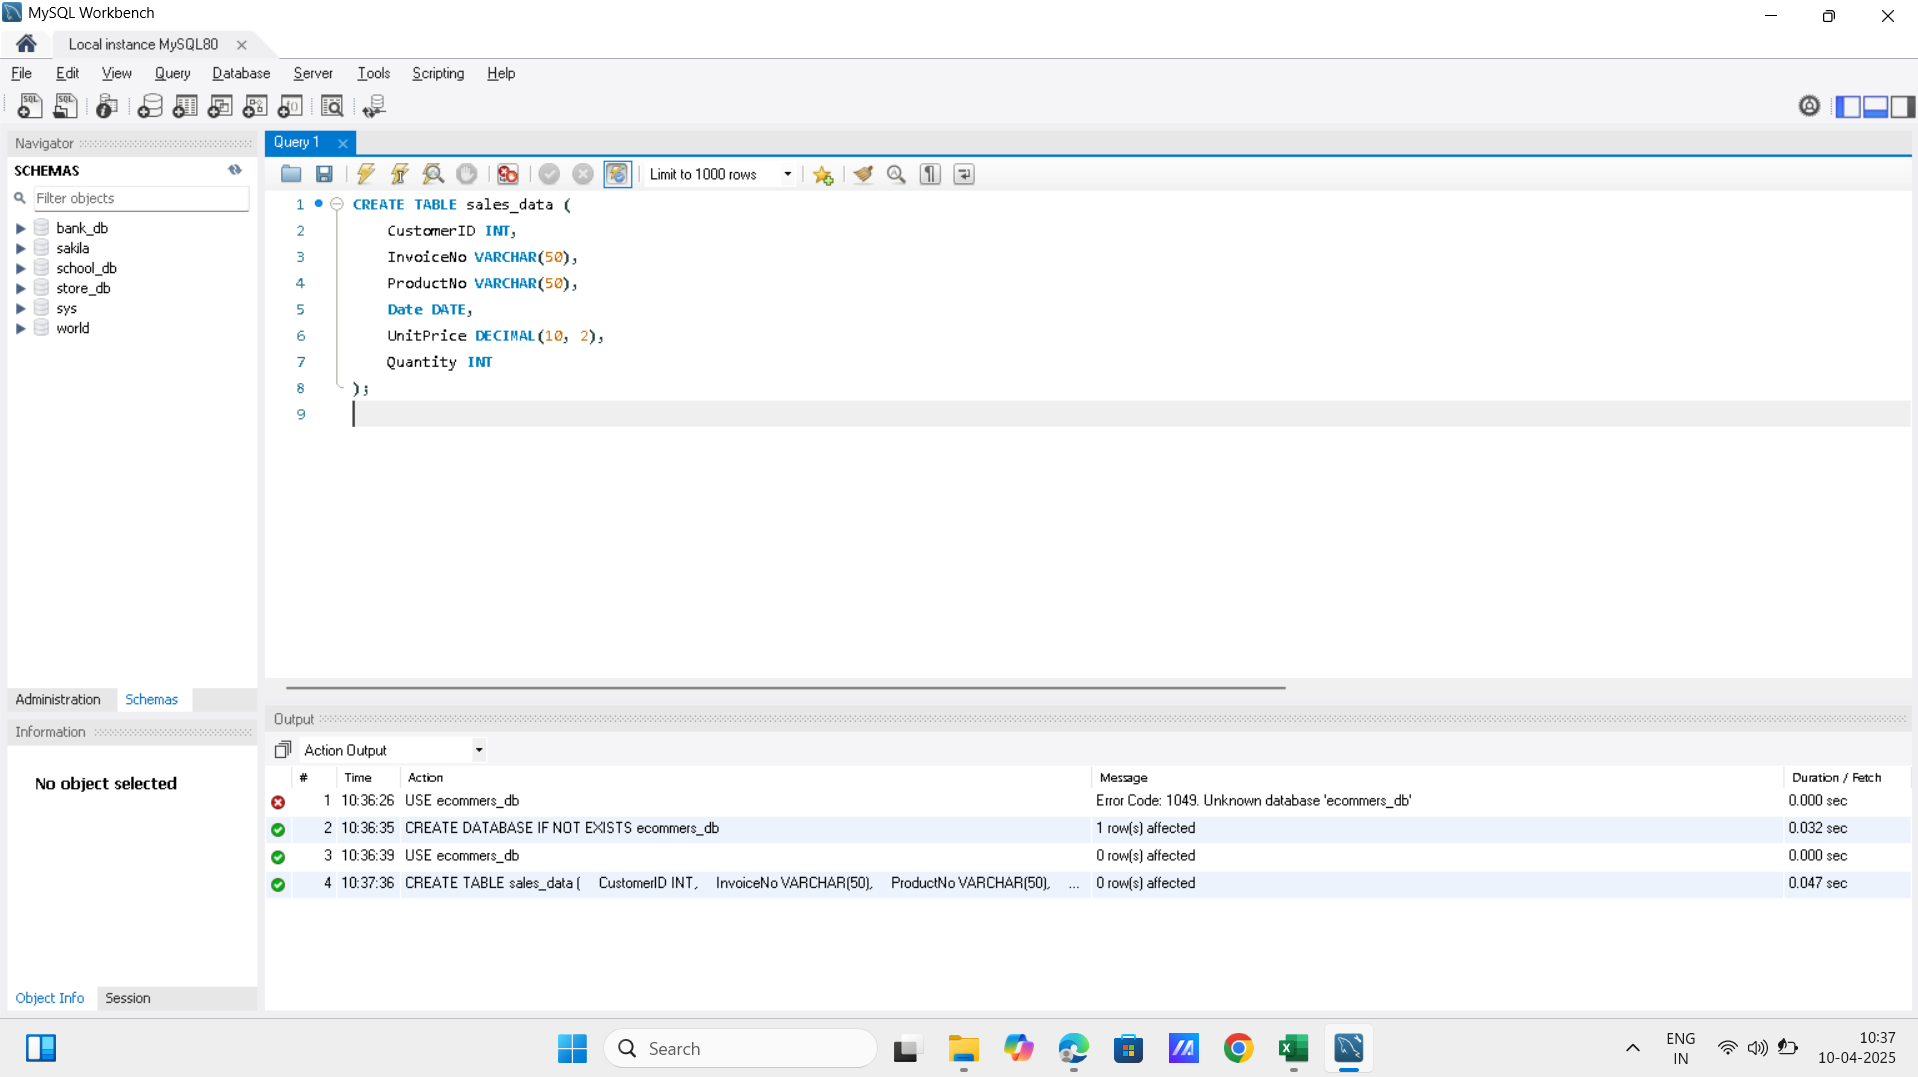 MySQL Workbench
Local instance MySQL80
File Edit View Query Database Server Tools Scripting Help
Navigator
SCHEMAS
Filter objects
bank_db
sakila
school_db
store_db
sys
world
Administration Schemas
Information
No object selected
Object Info Session
Query 1
Limit to 1000 rows
1 CREATE TABLE sales_data (
2 CustomerID INT,
3 InvoiceNo VARCHAR(50),
4 ProductNo VARCHAR(50),
5 Date DATE,
6 UnitPrice DECIMAL(10, 2),
7 Quantity INT
8 );
9
Output
Action Output
# Time Action Message Duration / Fetch
1 10:36:26 USE ecommers_db Error Code: 1049. Unknown database 'ecommers_db' 0.000 sec
2 10:36:35 CREATE DATABASE IF NOT EXISTS ecommers_db 1 row(s) affected 0.032 sec
3 10:36:39 USE ecommers_db 0 row(s) affected 0.000 sec
4 10:37:36 CREATE TABLE sales_data ( CustomerID INT, InvoiceNo VARCHAR(50), ProductNo VARCHAR(50), ... 0 row(s) affected 0.047 sec
Search
ENG
IN
10:37
10-04-2025